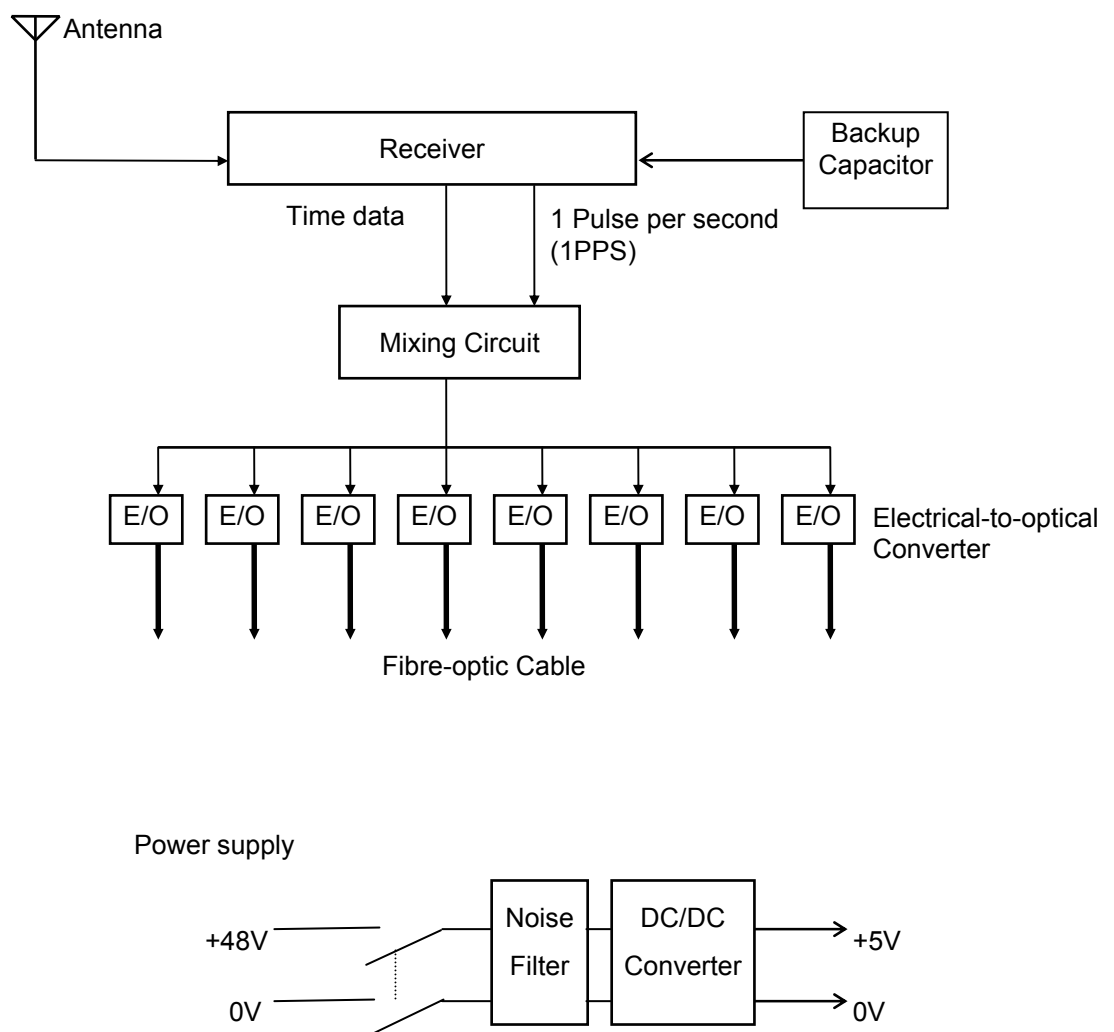 Antenna
Receiver
Backup
Capacitor
Time data
1 Pulse per second
(1PPS)
Mixing Circuit
E/O
E/O
E/O
E/O
E/O
E/O
E/O
E/O
Electrical-to-optical
Converter
Fibre-optic Cable
Power supply
+48V
0V
Noise
Filter
DC/DC
Converter
+5V
0V